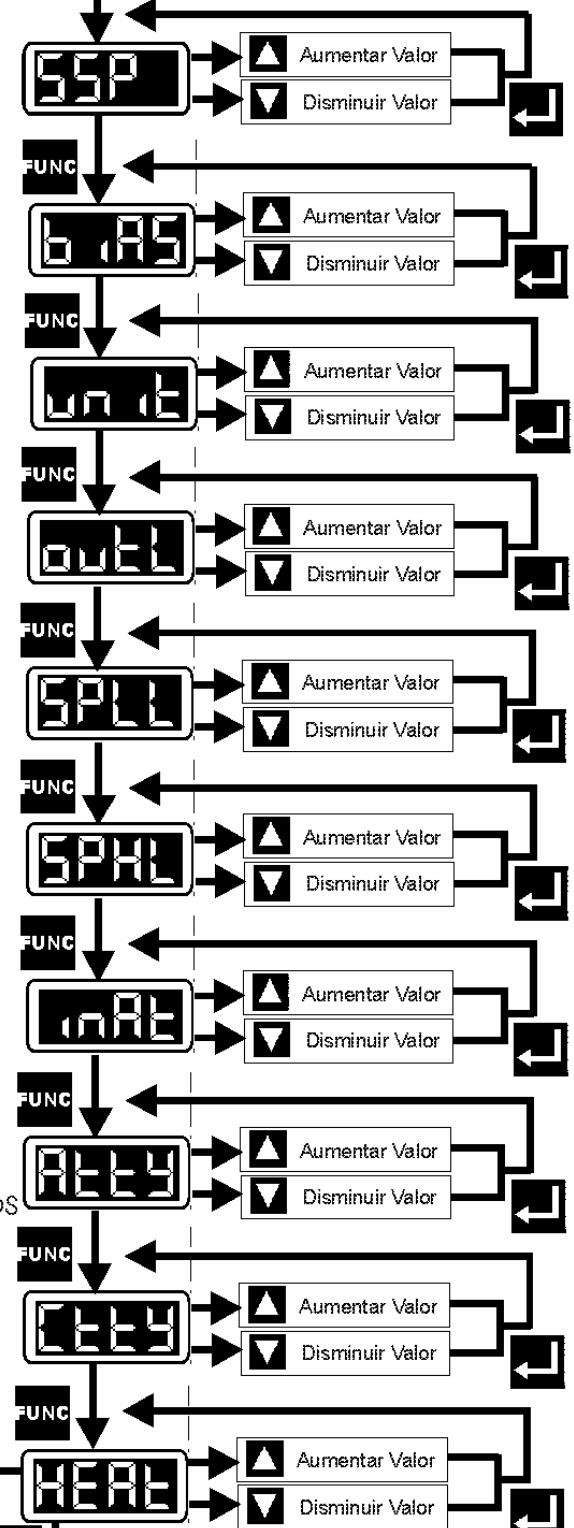 SSP
Aumentar Valor
Disminuir Valor
FUNC
biAS
Aumentar Valor
Disminuir Valor
FUNC
unit
Aumentar Valor
Disminuir Valor
FUNC
outL
Aumentar Valor
Disminuir Valor
FUNC
SPLL
Aumentar Valor
Disminuir Valor
FUNC
SPHL
Aumentar Valor
Disminuir Valor
FUNC
inAt
Aumentar Valor
Disminuir Valor
FUNC
AttY
Aumentar Valor
Disminuir Valor
FUNC
CttY
Aumentar Valor
Disminuir Valor
FUNC
HEAt
Aumentar Valor
Disminuir Valor